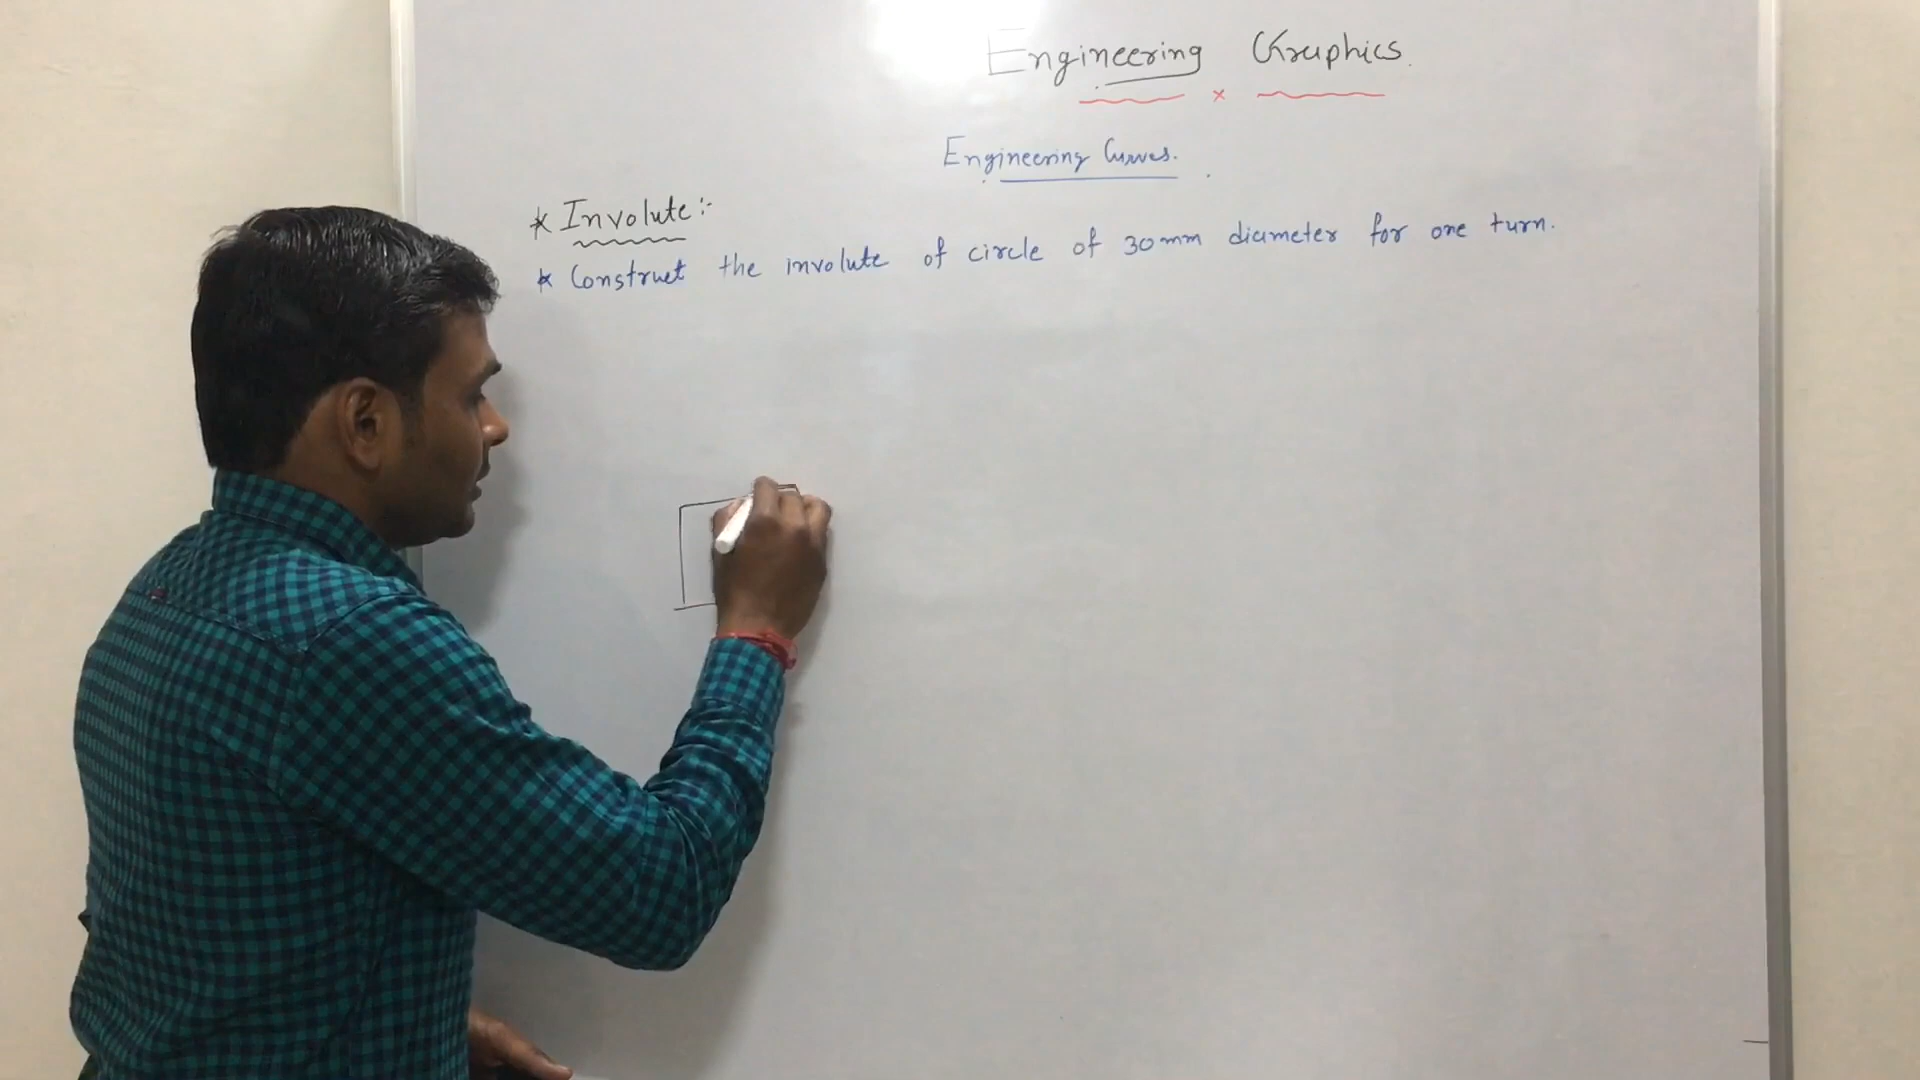 Engineering Graphics.
Engineering Curves.
* Involute:-
* Construct the involute of circle of 30mm diameter for one turn.